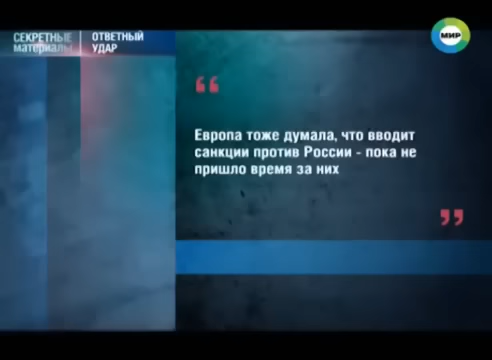 СЕКРЕТНЫЕ
материалы
ОТВЕТНЫЙ
УДАР
МИР
“
Европа тоже думала, что вводит
санкции против России - пока не
пришло время за них
”